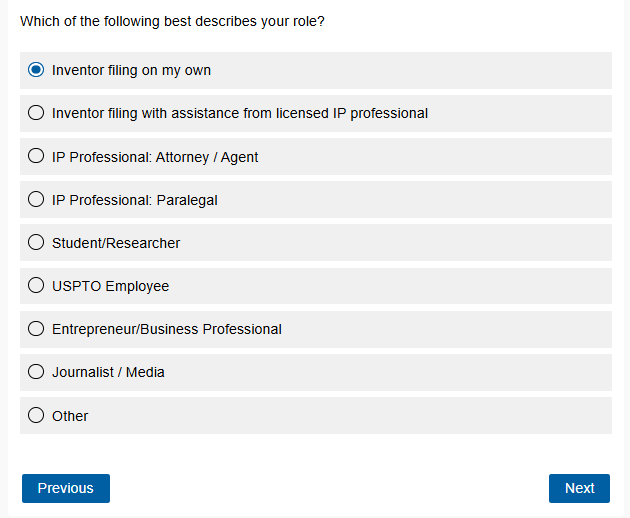 Which of the following best describes your role?
Inventor filing on my own
Inventor filing with assistance from licensed IP professional
IP Professional: Attorney / Agent
IP Professional: Paralegal
Student/Researcher
USPTO Employee
Entrepreneur/Business Professional
Journalist / Media
Other
Previous
Next